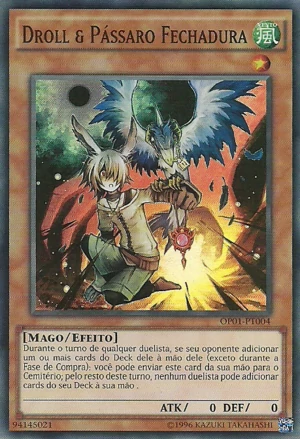 DROLL & PÁSSARO FECHADURA
VENTO
風
OP01-PT004
[MAGO/EFEITO]
Durante o turno de qualquer duelista, se seu oponente adicionar
um ou mais cards do Deck dele à mão dele (exceto durante a
Fase de Compra): você pode enviar este card da sua mão para o
Cemitério; pelo resto deste turno, nenhum duelista pode adicionar
cards do seu Deck à sua mão .
ATK/ 0 DEF/ 0
94145021
©1996 KAZUKI TAKAHASHI